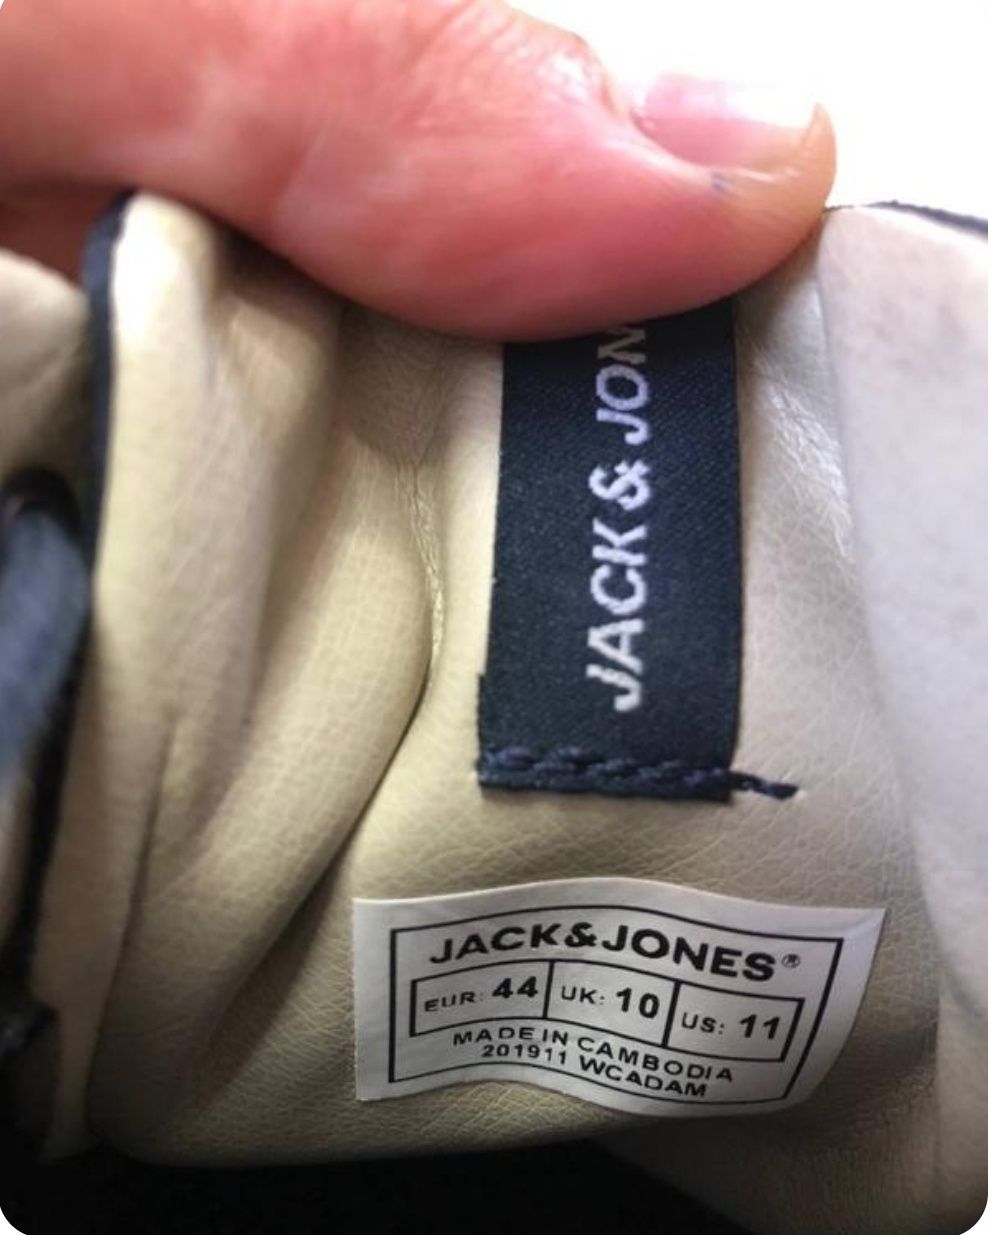 JACK & JON
JACK&JONES®
EUR: 44 UK: 10 US: 11
MADE IN CAMBODIA
201911 WCADAM